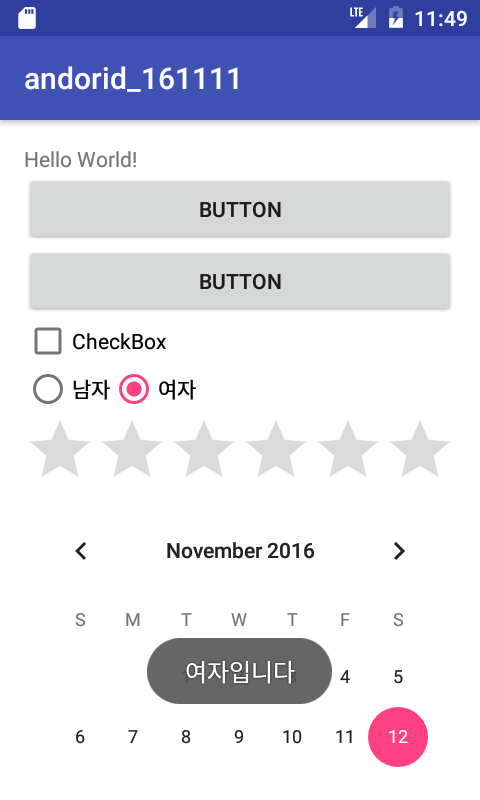 LTE 11:49
andorid_161111
Hello World!
BUTTON
BUTTON
CheckBox
남자 여자
November 2016
S M T W T F S
여자입니다 4 5
6 7 8 9 10 11 12